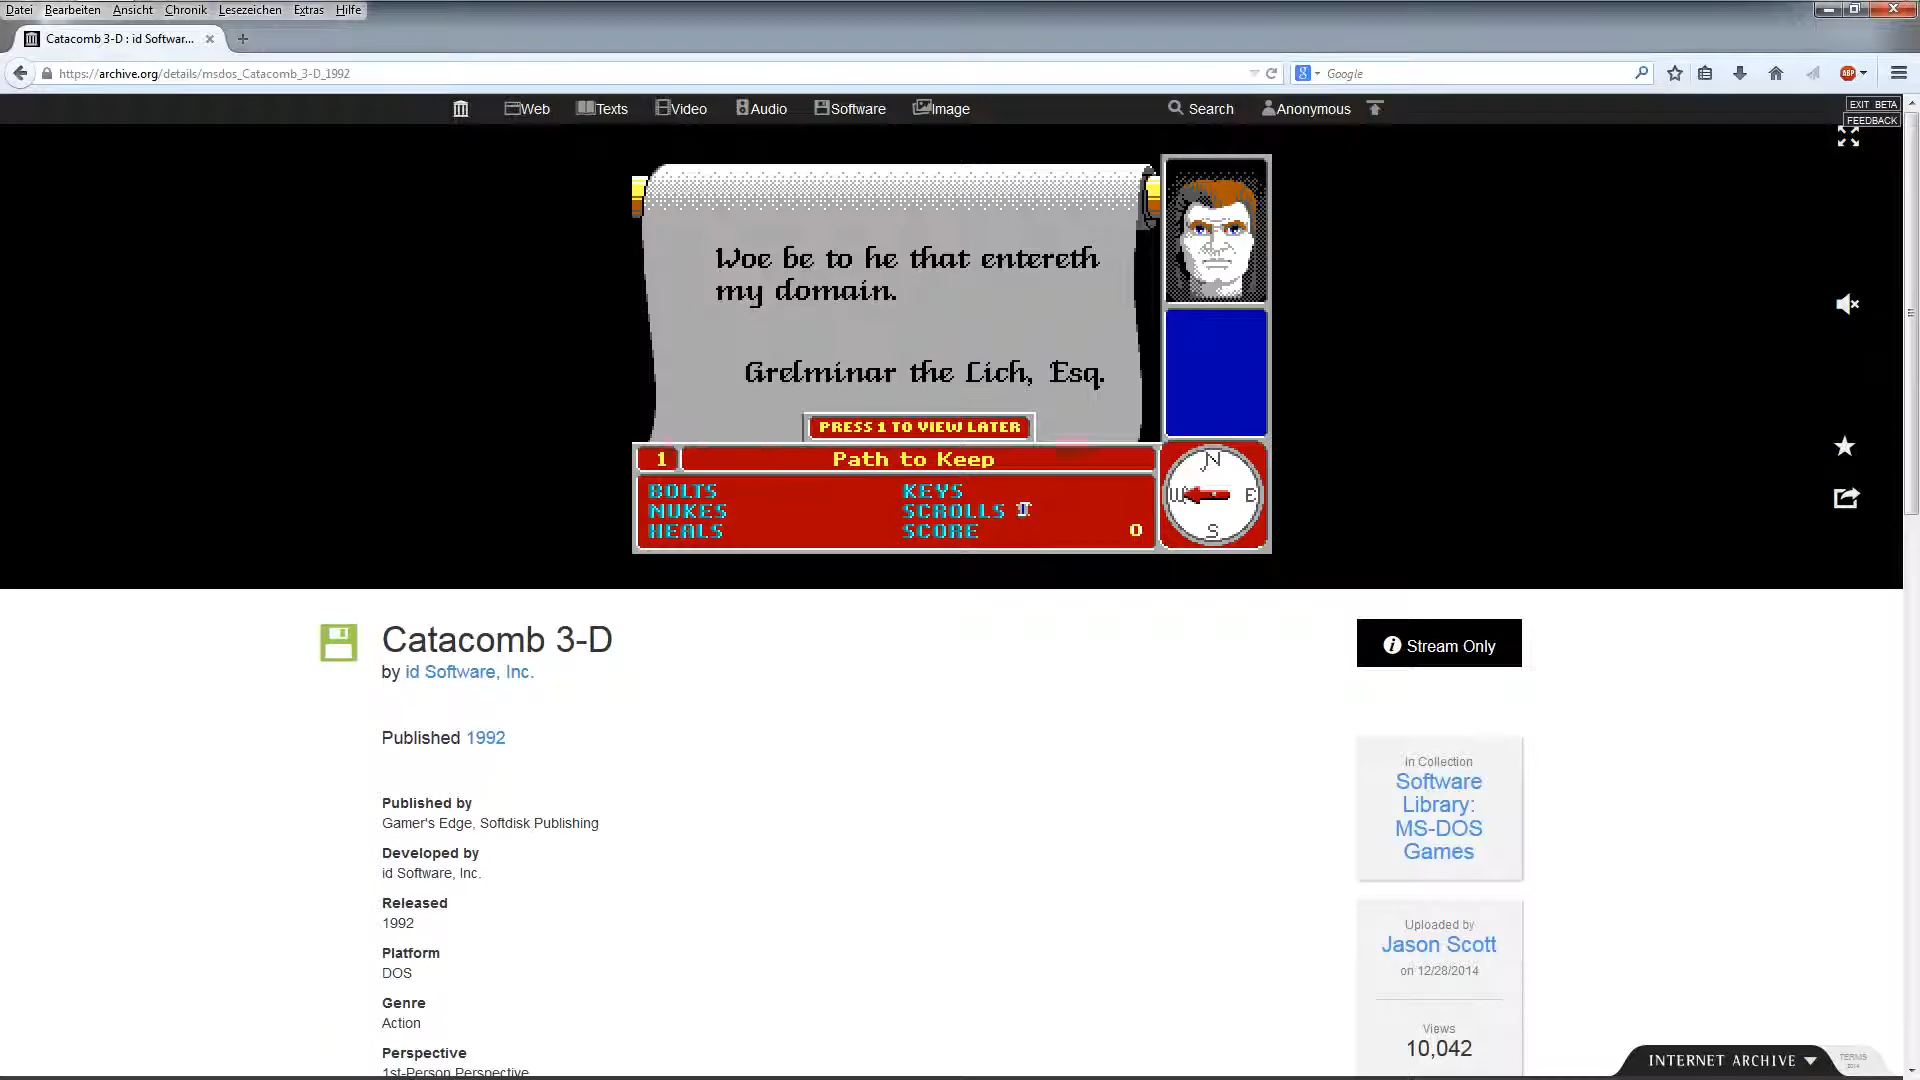 Datei Bearbeiten Ansicht Chronik Lesezeichen Extras Hilfe
Catacomb 3-D : id Softwar...
https://archive.org/details/msdos_Catacomb_3-D_1992
Google
ABP
Web Texts Video Audio Software Image Search Anonymous
EXIT BETA
FEEDBACK
Woe be to he that entereth
my domain.
Grelminar the Lich, Esq.
PRESS 1 TO VIEW LATER
1 Path to Keep
BOLTS KEYS
NUKES SCROLLS 1
HEALS SCORE 0
N
W E
S
Catacomb 3-D
by id Software, Inc.
Stream Only
Published 1992
Published by
Gamer's Edge, Softdisk Publishing
Developed by
id Software, Inc.
Released
1992
Platform
DOS
Genre
Action
Perspective
1st-Person Perspective
In Collection
Software
Library:
MS-DOS
Games
Uploaded by
Jason Scott
on 12/28/2014
Views
10,042
INTERNET ARCHIVE
TERMS
2014